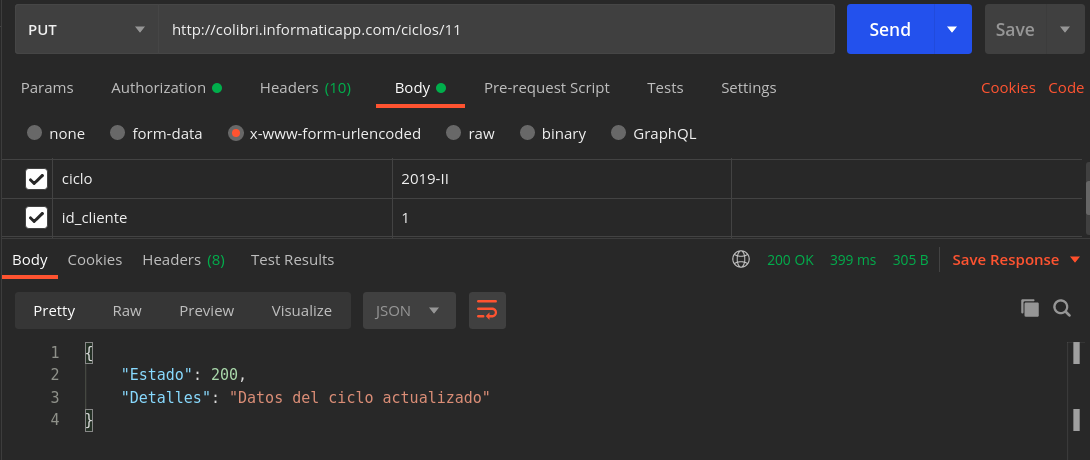 PUT http://colibri.informaticapp.com/ciclos/11 Send Save
Params Authorization Headers (10) Body Pre-request Script Tests Settings Cookies Code
none form-data x-www-form-urlencoded raw binary GraphQL
ciclo 2019-II
id_cliente 1
Body Cookies Headers (8) Test Results 200 OK 399 ms 305 B Save Response
Pretty Raw Preview Visualize JSON
1 {
2 "Estado": 200,
3 "Detalles": "Datos del ciclo actualizado"
4 }